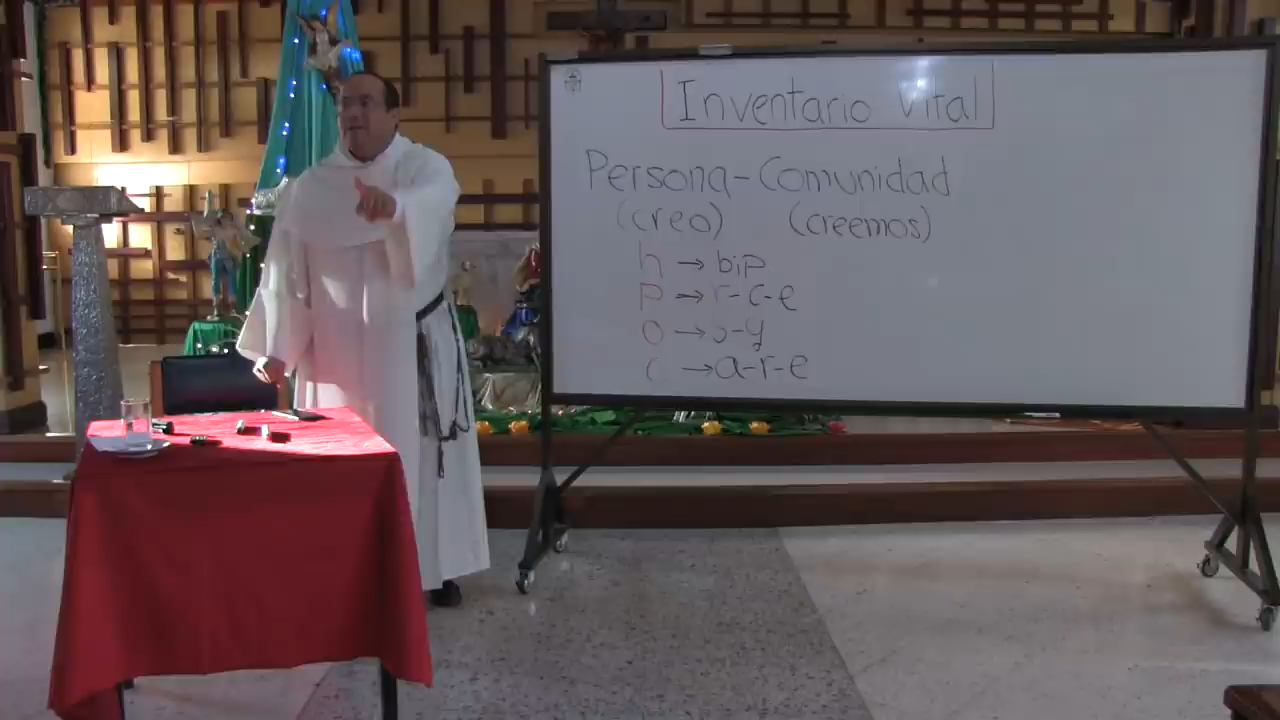 Inventario Vital
Persona-Comunidad
(creo) (creemos)
h → bip
p → r-c-e
o → o-y
c → a-r-e